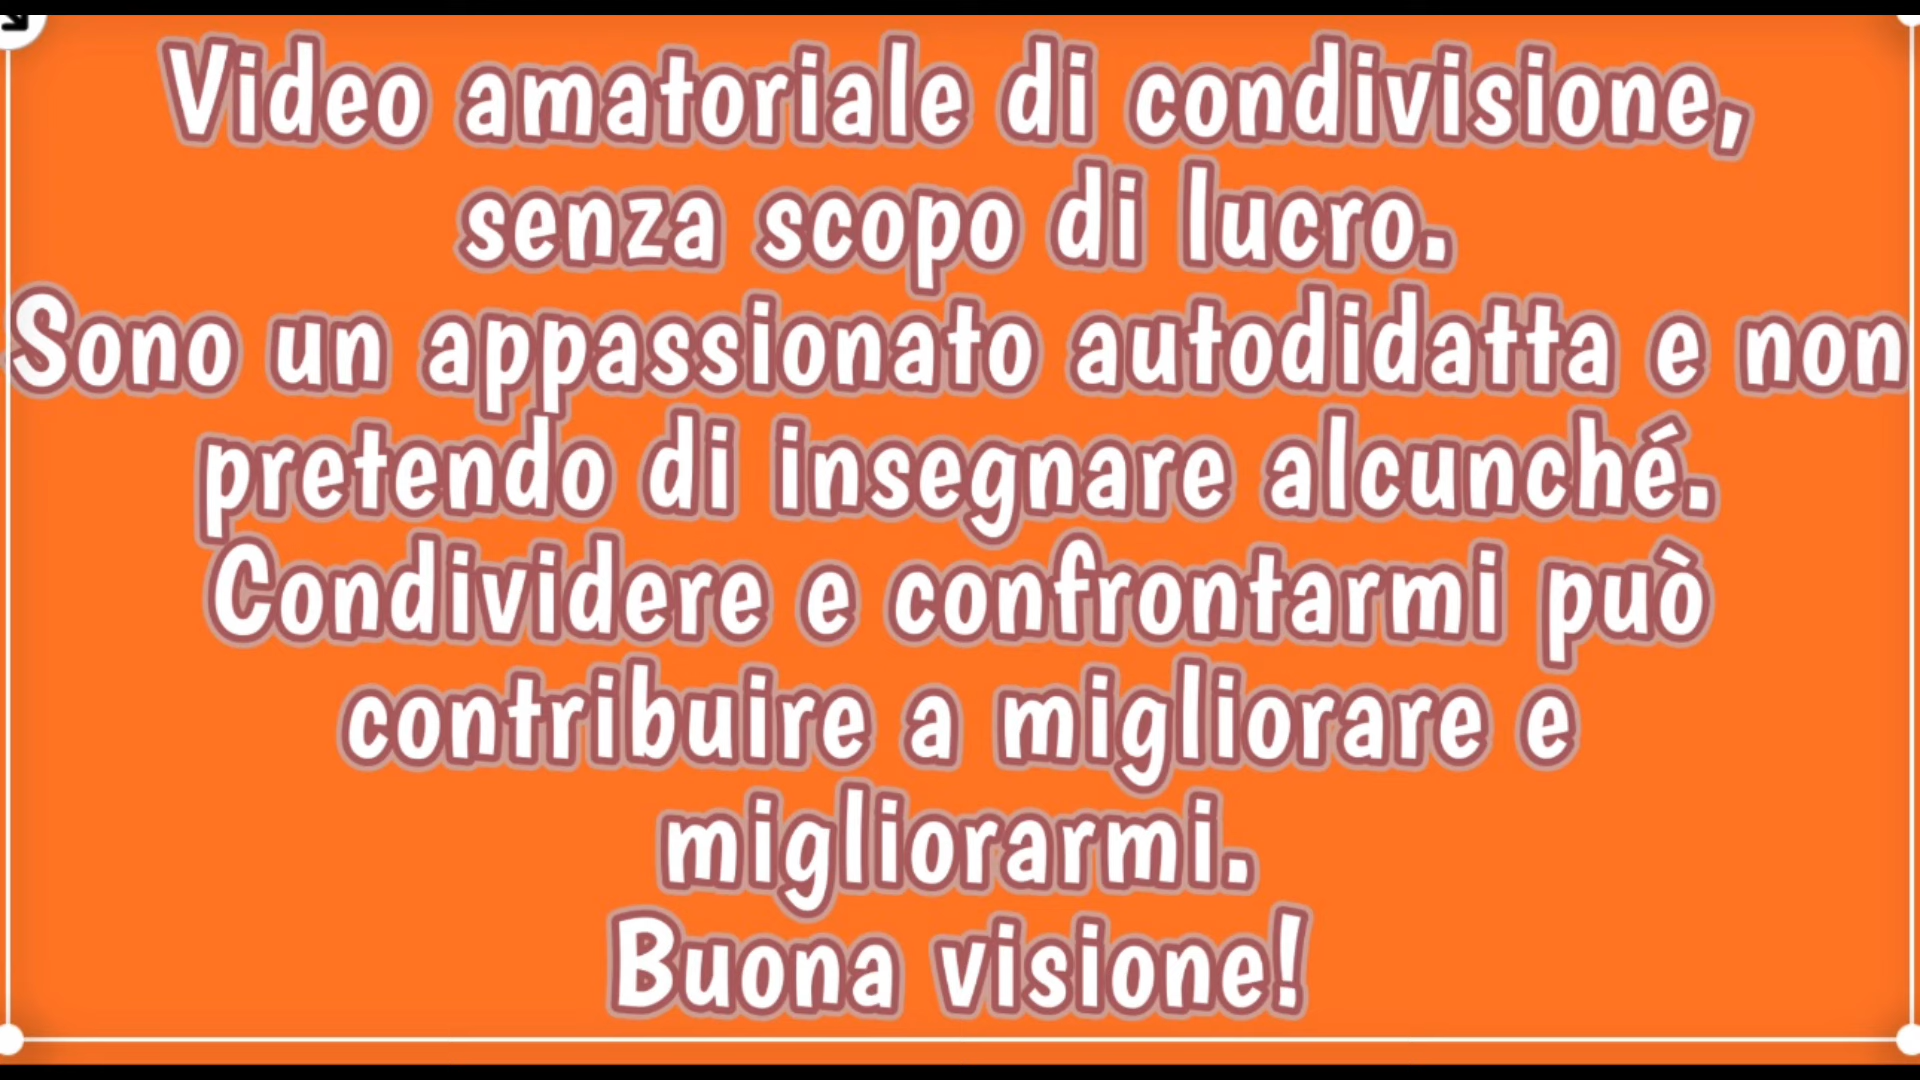 Video amatoriale di condivisione,
senza scopo di lucro.
Sono un appassionato autodidatta e non
pretendo di insegnare alcunché.
Condividere e confrontarmi può
contribuire a migliorare e
migliorarmi.
Buona visione!